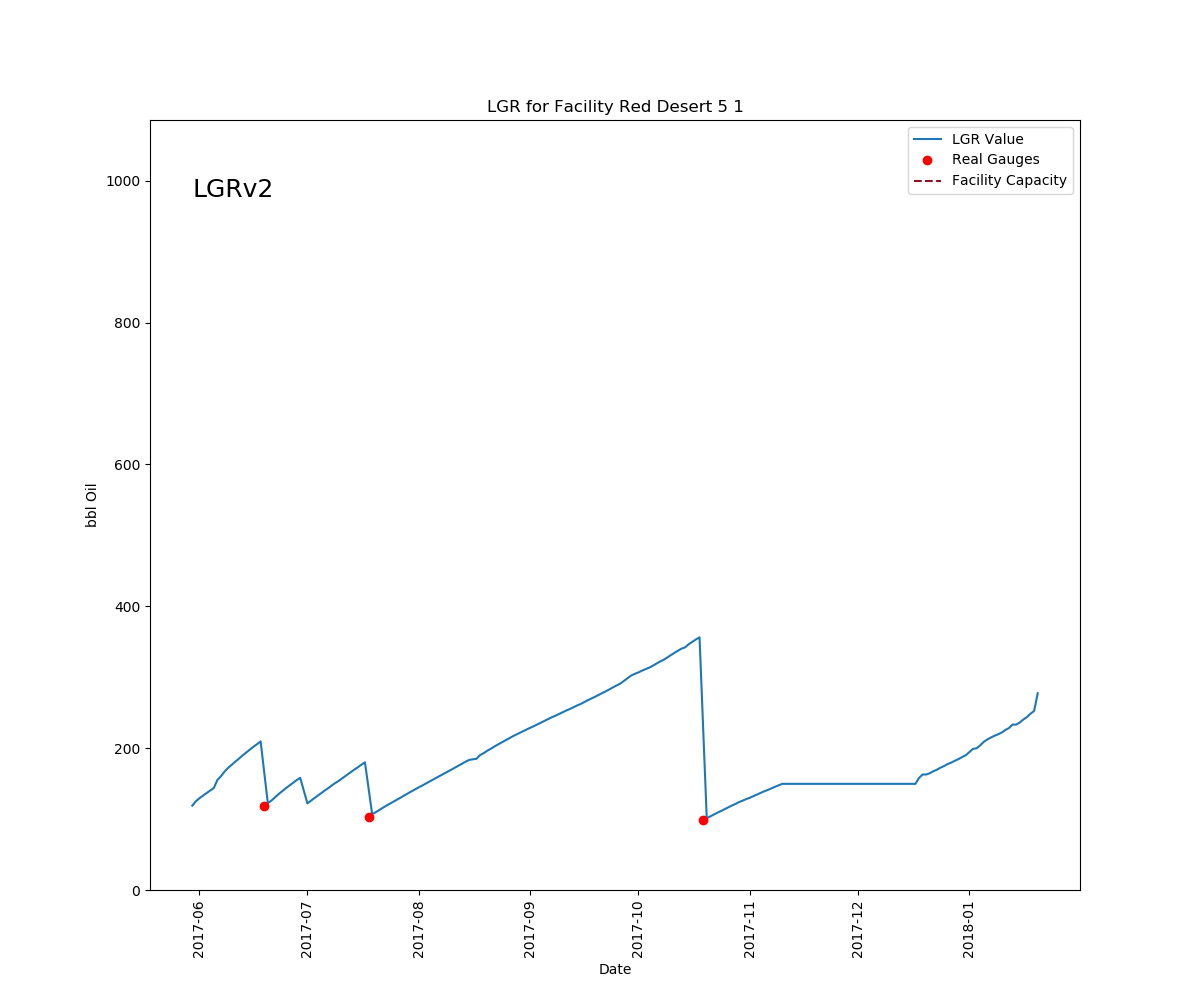 LGR for Facility Red Desert 5 1
LGRv2
LGR Value
Real Gauges
Facility Capacity
bbl Oil
1000
800
600
400
200
0
2017-06
2017-07
2017-08
2017-09
2017-10
2017-11
2017-12
2018-01
Date